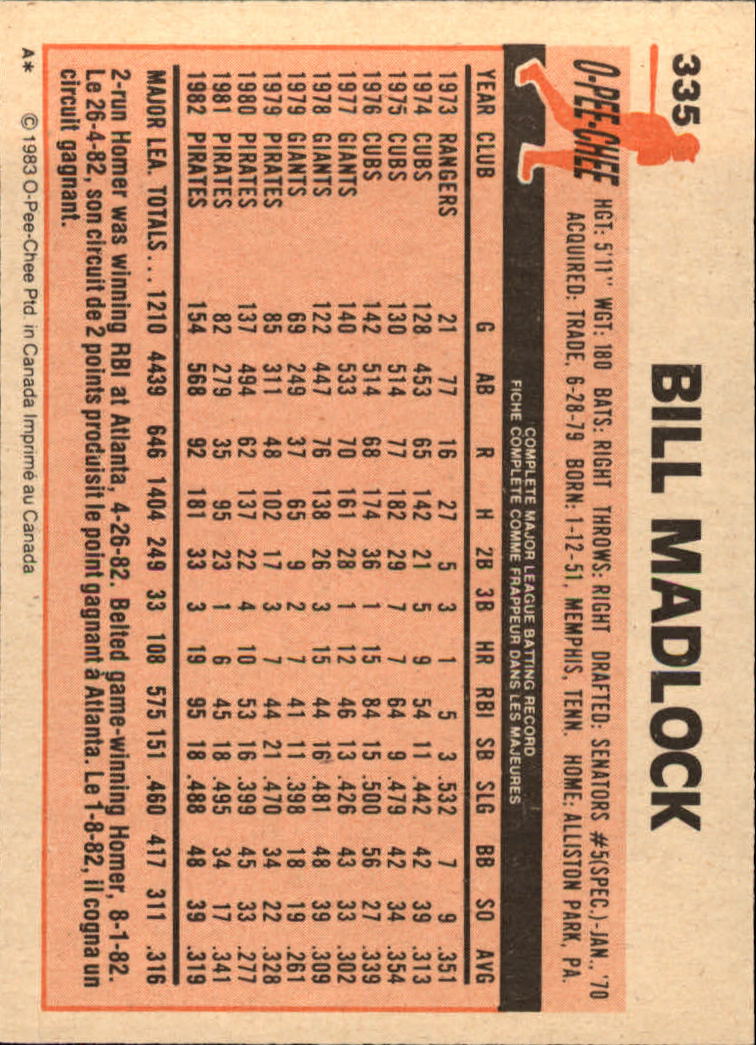 335
BILL MADLOCK
O-PEE-CHEE
HGT: 5'11" WGT: 180 BATS: RIGHT THROWS: RIGHT DRAFTED: SENATORS #5(SPEC.)-JAN., '70
ACQUIRED: TRADE, 6-28-79 BORN: 1-12-51, MEMPHIS, TENN. HOME: ALLISTON PARK, PA.
COMPLETE MAJOR LEAGUE BATTING RECORD
FICHE COMPLETE COMME FRAPPEUR DANS LES MAJEURES
YEAR CLUB G AB R H 2B 3B HR RBI SB SLG BB SO AVG
1973 RANGERS 21 77 16 27 5 3 1 5 3 .532 7 9 .351
1974 CUBS 128 453 65 142 21 5 9 54 11 .442 42 39 .313
1975 CUBS 130 514 77 182 29 7 7 64 9 .479 42 34 .354
1976 CUBS 142 514 68 174 36 1 15 84 15 .500 56 27 .339
1977 GIANTS 140 533 70 161 28 1 12 46 13 .426 43 33 .302
1978 GIANTS 122 447 76 138 26 3 15 44 16 .481 48 39 .309
1979 GIANTS 69 249 37 65 9 2 7 41 11 .398 18 19 .261
1979 PIRATES 85 311 48 102 17 3 7 44 21 .470 34 22 .328
1980 PIRATES 137 494 62 137 22 4 10 53 16 .399 45 33 .277
1981 PIRATES 82 279 35 95 23 1 6 45 18 .495 34 17 .341
1982 PIRATES 154 568 92 181 33 3 19 95 18 .488 48 39 .319
MAJOR LEA. TOTALS... 1210 4439 646 1404 249 33 108 575 151 .460 417 311 .316
2-run Homer was winning RBI at Atlanta, 4-26-82. Belted game-winning Homer, 8-1-82.
Le 26-4-82, son circuit de 2 points produisit le point gagnant à Atlanta. Le 1-8-82, il cogna un
circuit gagnant.
A* © 1983 O-Pee-Chee Ptd. in Canada Imprimé au Canada